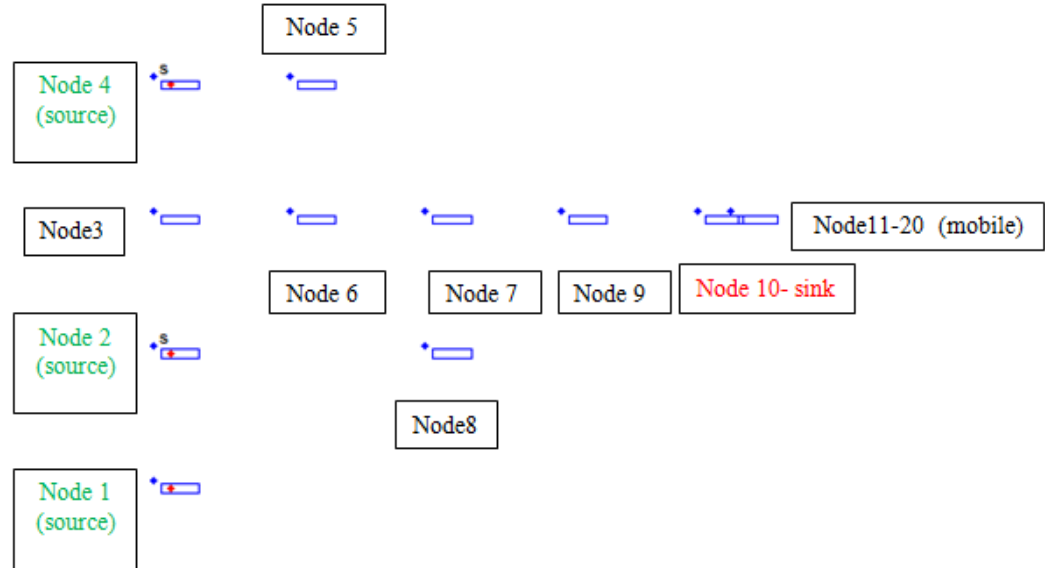 Node 5
s
Node 4
(source)
Node3
Node11-20 (mobile)
Node 6
Node 7
Node 9
Node 10- sink
Node 2
(source)
s
Node8
Node 1
(source)